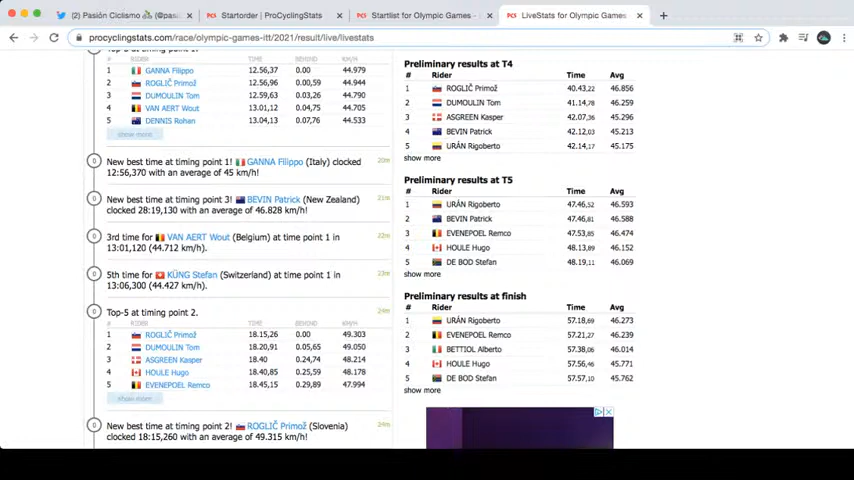 (2) Pasión Ciclismo (@pasa
Startorder | ProCyclingStats
Startlist for Olympic Games -
LiveStats for Olympic Games
procyclingstats.com/race/olympic-games-itt/2021/result/live/livestats
# RIDER TIME BEHIND KM/H
1 GANNA Filippo 12.56,37 0.00 44.979
2 ROGLIČ Primož 12.56,96 00,59 44.944
3 DUMOULIN Tom 12.59,63 03,26 44.790
4 VAN AERT Wout 13.01,12 04,75 44.705
5 DENNIS Rohan 13.04,13 07,76 44.533
show more
0 New best time at timing point 1! GANNA Filippo (Italy) clocked 20m
12:56,370 with an average of 45 km/h!
0 New best time at timing point 3! BEVIN Patrick (New Zealand) 21m
clocked 28:19,130 with an average of 46.828 km/h!
0 3rd time for VAN AERT Wout (Belgium) at time point 1 in 22m
13:01,120 (44.712 km/h).
0 5th time for KÜNG Stefan (Switzerland) at time point 1 in 23m
13:06,300 (44.427 km/h).
0 Top-5 at timing point 2. 24m
# RIDER TIME BEHIND KM/H
1 ROGLIČ Primož 18.15,26 0.00 49.303
2 DUMOULIN Tom 18.20,91 05,65 49.050
3 ASGREEN Kasper 18.40 24,74 48.214
4 HOULE Hugo 18.40,85 25,59 48.178
5 EVENEPOEL Remco 18.45,15 29,89 47.994
show more
0 New best time at timing point 2! ROGLIČ Primož (Slovenia) 24m
clocked 18:15,260 with an average of 49.315 km/h!
Preliminary results at T4
# Rider Time Avg
1 ROGLIČ Primož 40.43,22 46.856
2 DUMOULIN Tom 41.14,78 46.259
3 ASGREEN Kasper 42.07,36 45.296
4 BEVIN Patrick 42.12,03 45.213
5 URÁN Rigoberto 42.14,17 45.175
show more
Preliminary results at T5
# Rider Time Avg
1 URÁN Rigoberto 47.46,52 46.593
2 BEVIN Patrick 47.46,81 46.588
3 EVENEPOEL Remco 47.53,85 46.474
4 HOULE Hugo 48.13,89 46.152
5 DE BOD Stefan 48.19,11 46.069
show more
Preliminary results at finish
# Rider Time Avg
1 URÁN Rigoberto 57.18,69 46.273
2 EVENEPOEL Remco 57.21,27 46.239
3 BETTIOL Alberto 57.38,06 46.014
4 HOULE Hugo 57.56,46 45.771
5 DE BOD Stefan 57.57,10 45.762
show more